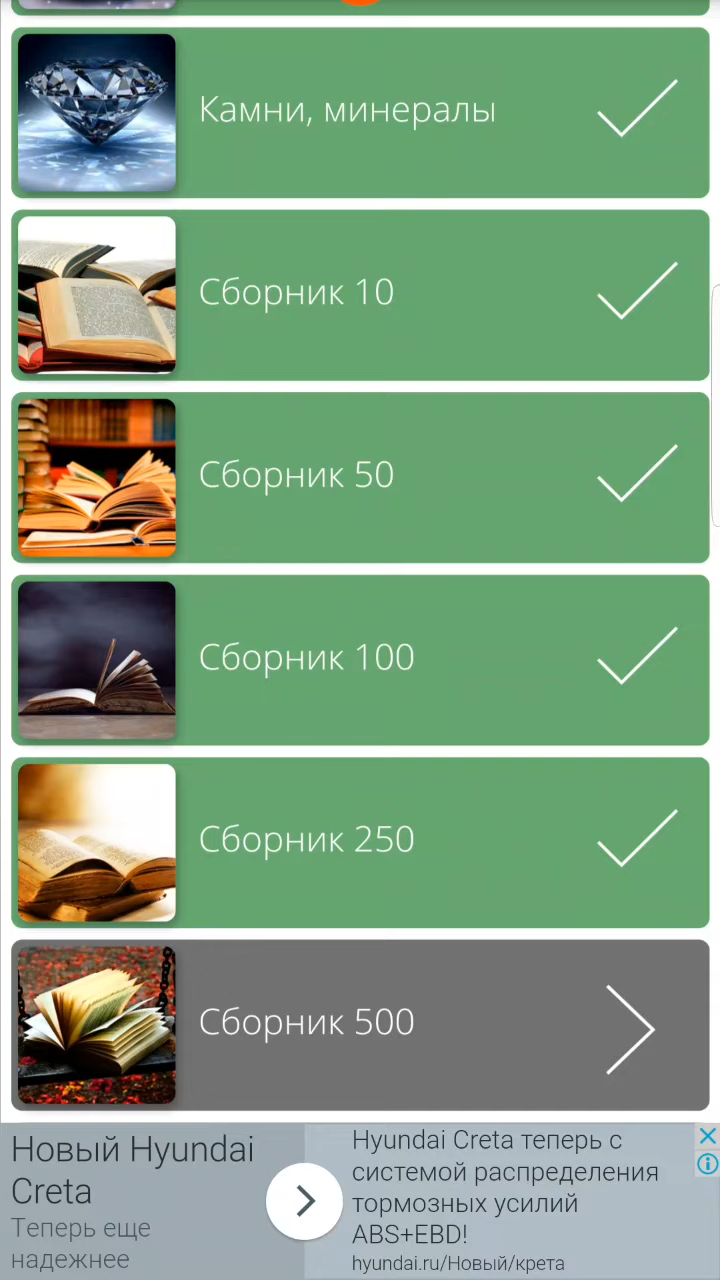 Камни, минералы
Сборник 10
Сборник 50
Сборник 100
Сборник 250
Сборник 500
Новый Hyundai
Creta
Теперь еще
надежнее
Hyundai Creta теперь с
системой распределения
тормозных усилий
ABS+EBD!
hyundai.ru/Новый/крета